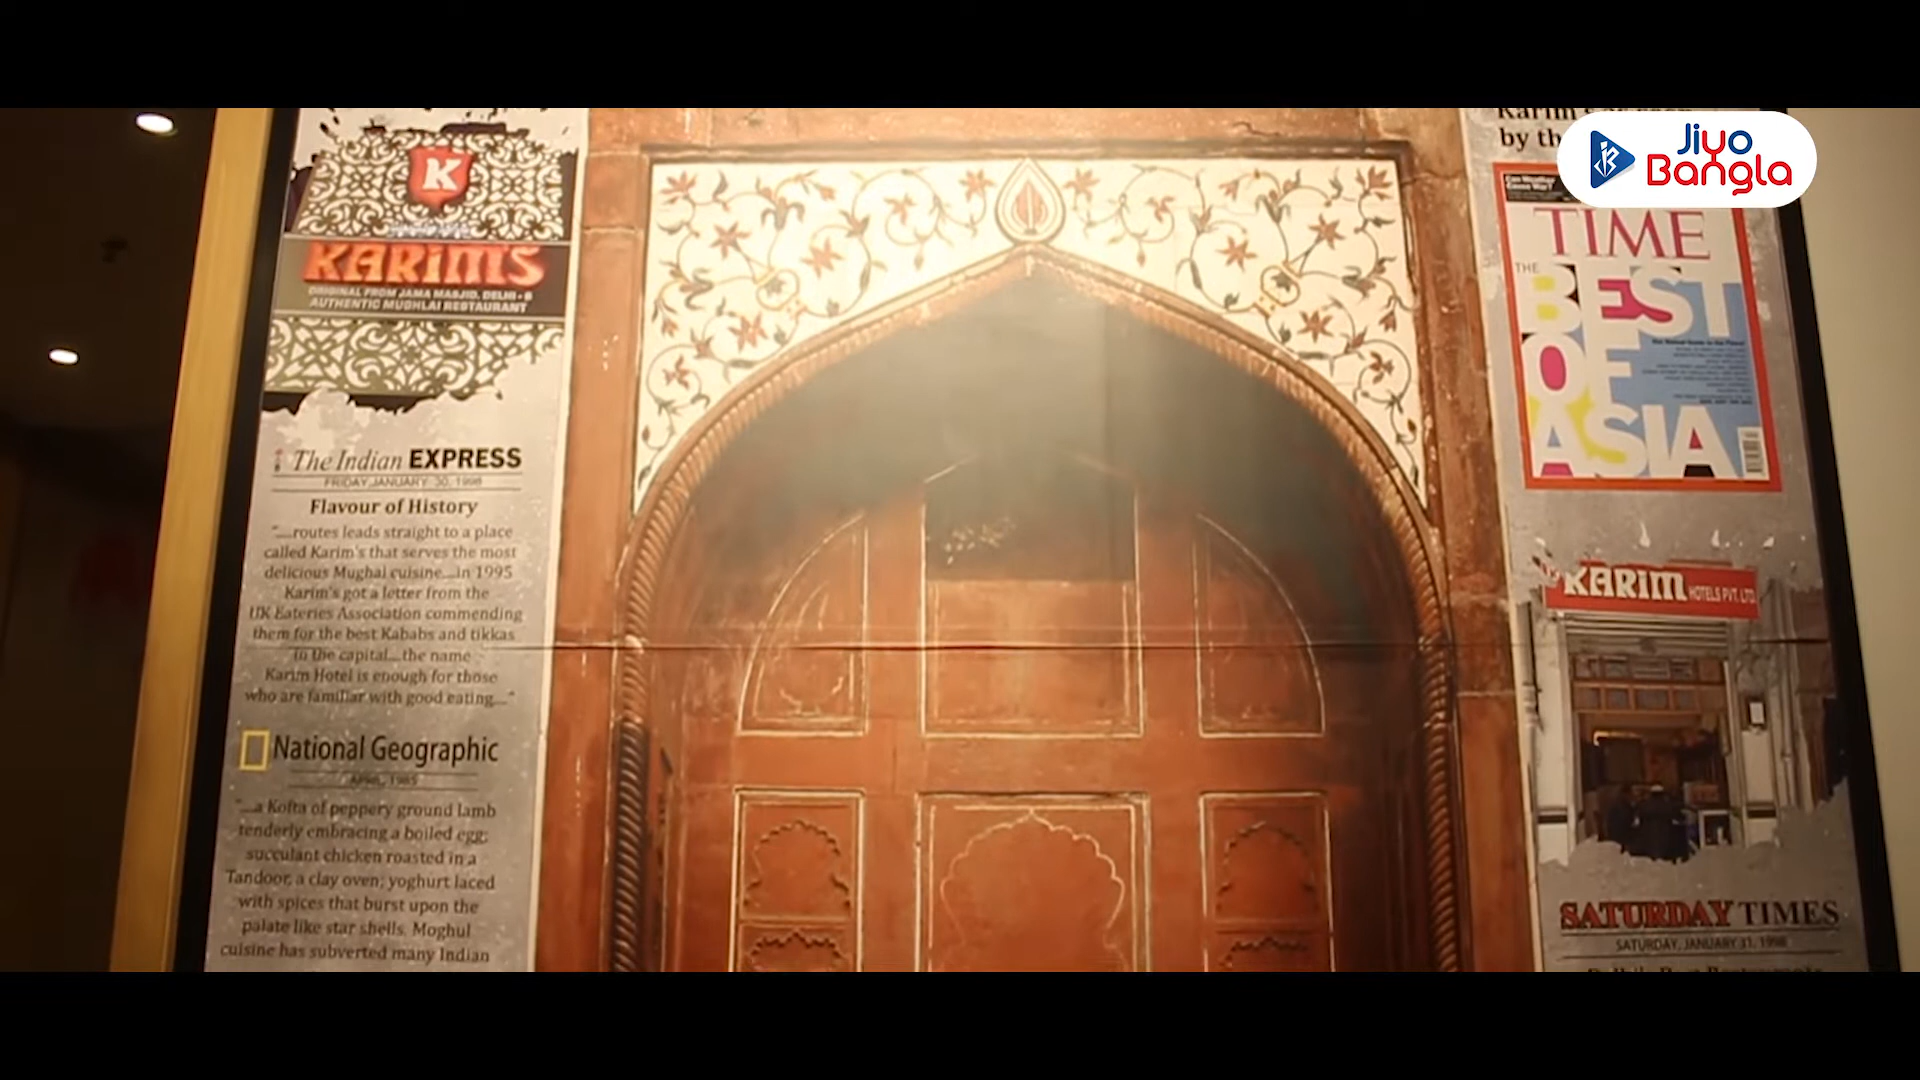 K
KARIM'S
ORIGINAL FROM JAMA MASJID, DELHI - 6
AUTHENTIC MUGHLAI RESTAURANT
The Indian EXPRESS
FRIDAY, JANUARY 30, 1998
Flavour of History
"....routes leads straight to a place
called Karim's that serves the most
delicious Mughal cuisine....in 1995
Karim's got a letter from the
UK Eateries Association commending
them for the best Kababs and tikkas
in the capital....the name
Karim Hotel is enough for those
who are familiar with good eating...."
National Geographic
APRIL, 1985
"....a Kofta of peppery ground lamb
tenderly embracing a boiled egg;
succulant chicken roasted in a
Tandoor, a clay oven; yoghurt laced
with spices that burst upon the
palate like star shells. Moghul
cuisine has subverted many Indian
by th
Jiyo
Bangla
TIME
THE
BEST
OF
ASIA
KARIM HOTELS PVT. LTD.
SATURDAY TIMES
SATURDAY, JANUARY 31, 1998